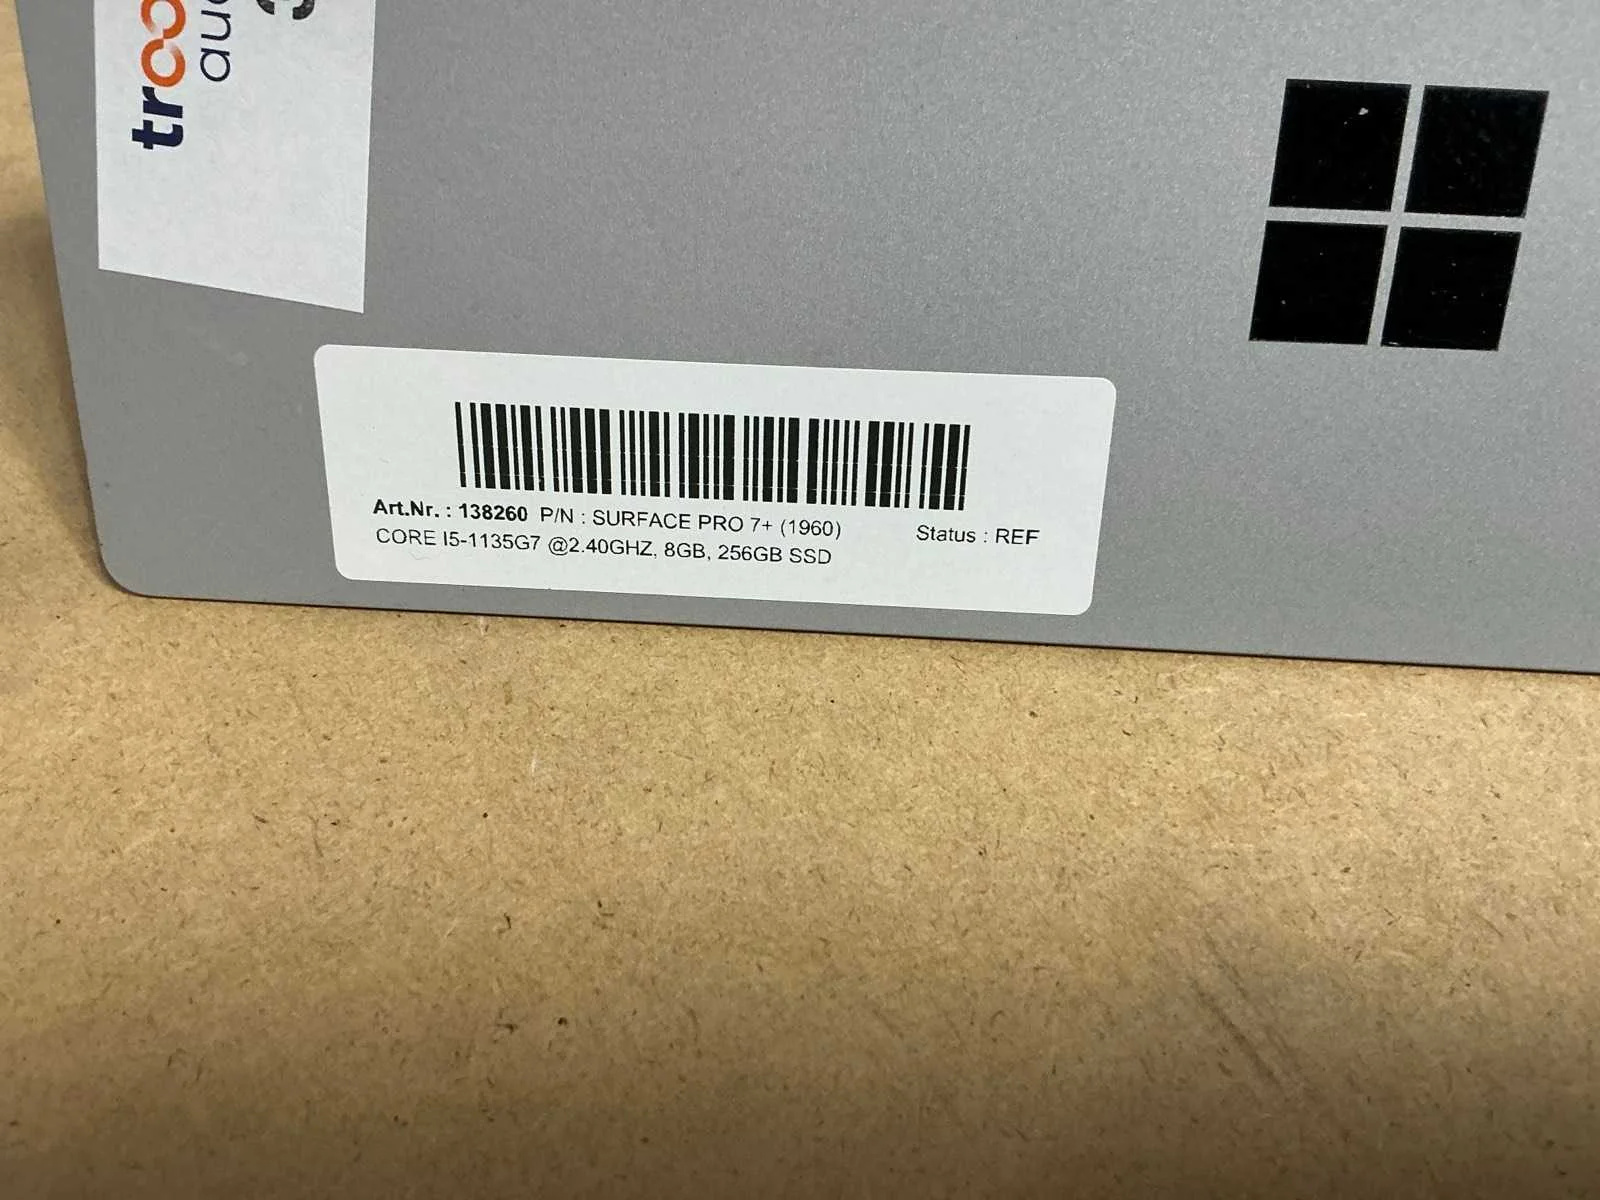 Art.Nr. : 138260 P/N : SURFACE PRO 7+ (1960) Status : REF
CORE I5-1135G7 @2.40GHZ, 8GB, 256GB SSD